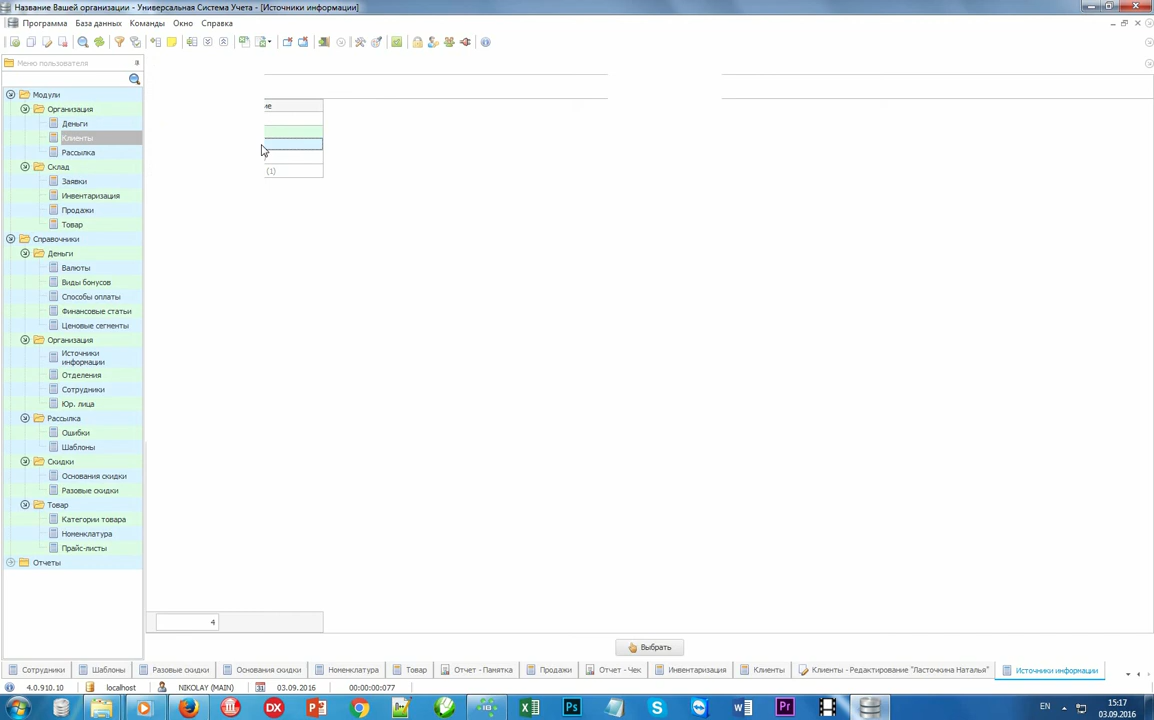 Название Вашей организации - Универсальная Система Учета - [Источники информации]
Программа База данных Команды Окно Справка
Меню пользователя
ие
(1)
Модули
Организация
Деньги
Клиенты
Рассылка
Склад
Заявки
Инвентаризация
Продажи
Товар
Справочники
Деньги
Валюты
Виды бонусов
Способы оплаты
Финансовые статьи
Ценовые сегменты
Организация
Источники
информации
Отделения
Сотрудники
Юр. лица
Рассылка
Ошибки
Шаблоны
Скидки
Основания скидки
Разовые скидки
Товар
Категории товара
Номенклатура
Прайс-листы
Отчеты
4
Выбрать
Сотрудники Шаблоны Разовые скидки Основания скидки Номенклатура Товар Отчет - Памятка Продажи Отчет - Чек Инвентаризация Клиенты Клиенты - Редактирование "Ласточкина Наталья" Источники информации
4.0.910.10 localhost NIKOLAY (MAIN) 03.09.2016 00:00:00:077
EN 15:17
03.09.2016